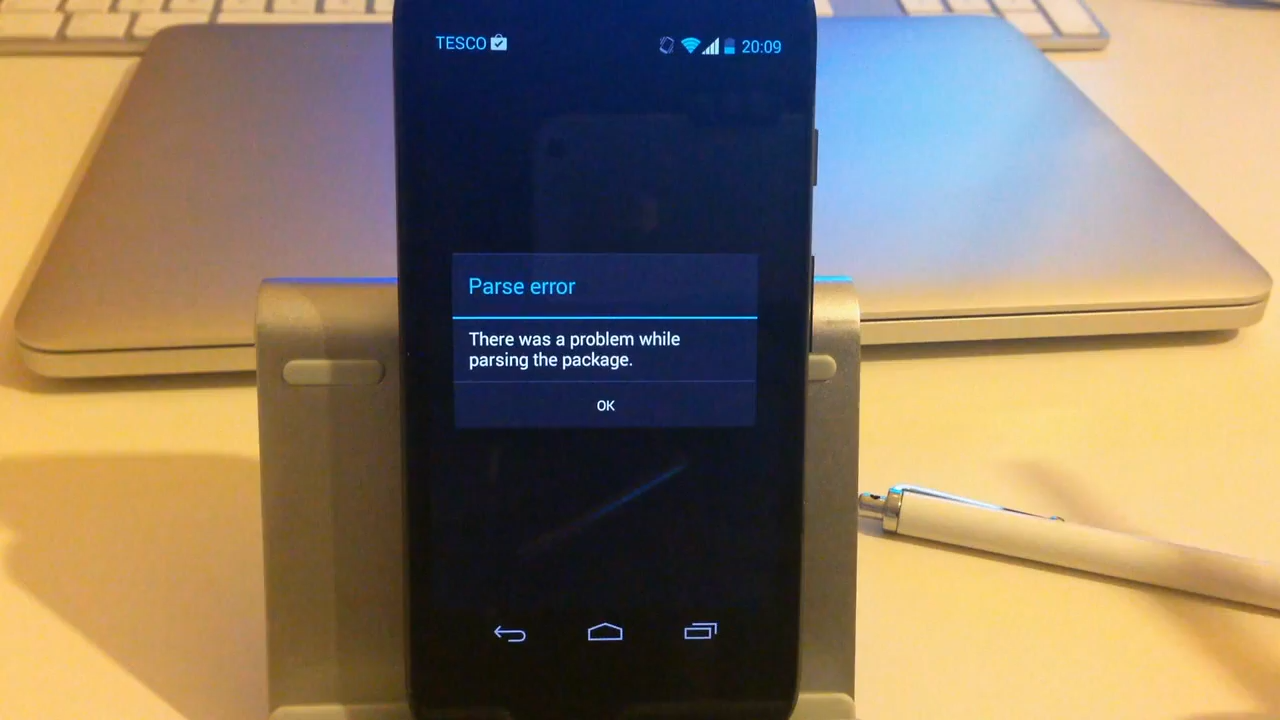 TESCO
20:09
Parse error
There was a problem while
parsing the package.
OK